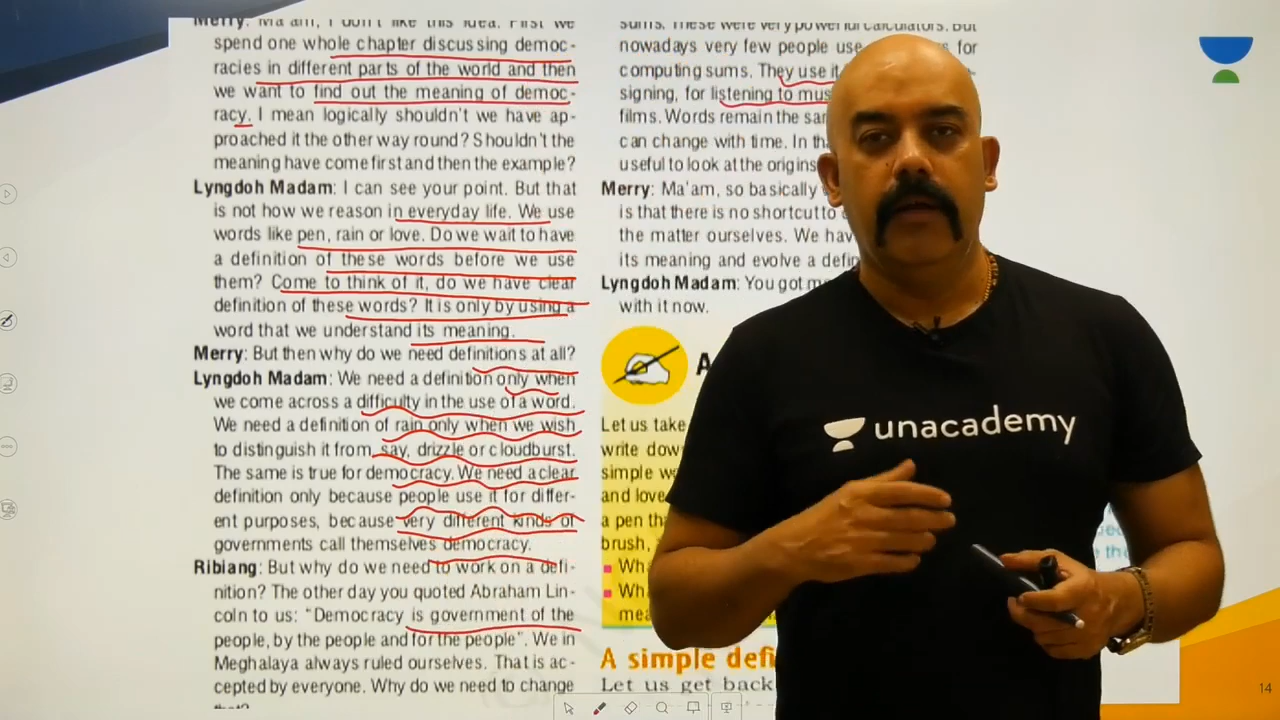 Merry: Ma'am, I don't like this idea. First we
spend one whole chapter discussing democ-
racies in different parts of the world and then
we want to find out the meaning of democ-
racy. I mean logically shouldn't we have ap-
proached it the other way round? Shouldn't the
meaning have come first and then the example?
Lyngdoh Madam: I can see your point. But that
is not how we reason in everyday life. We use
words like pen, rain or love. Do we wait to have
a definition of these words before we use
them? Come to think of it, do we have clear
definition of these words? It is only by using a
word that we understand its meaning.
Merry: But then why do we need definitions at all?
Lyngdoh Madam: We need a definition only when
we come across a difficulty in the use of a word.
We need a definition of rain only when we wish
to distinguish it from, say, drizzle or cloudburst.
The same is true for democracy. We need a clear
definition only because people use it for differ-
ent purposes, because very different kinds of
governments call themselves democracy.
Ribiang: But why do we need to work on a defi-
nition? The other day you quoted Abraham Lin-
coln to us: "Democracy is government of the
people, by the people and for the people". We in
Meghalaya always ruled ourselves. That is ac-
cepted by everyone. Why do we need to change
that?
sums. These were very powerful calculators. But
nowadays very few people use for
computing sums. They use it
signing, for listening to mus
films. Words remain the sam
can change with time. In
useful to look at the origins
Merry: Ma'am, so basically
is that there is no shortcut to
the matter ourselves. We hav
its meaning and evolve a defin
Lyngdoh Madam: You got m
with it now.
A
Let us take
write dow
simple w
and love
a pen tha
brush,
Wha
Wha
mea
A simple defi
Let us get back
unacademy
14